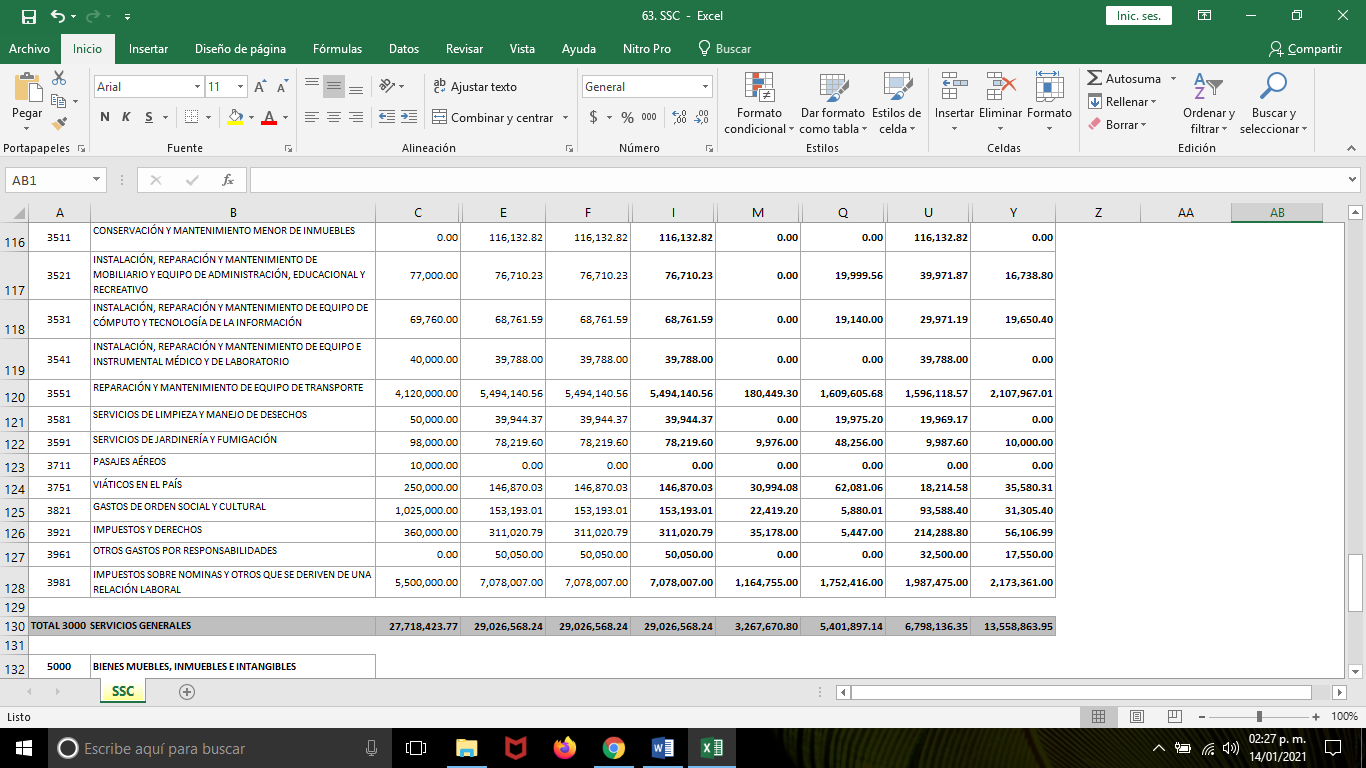 63. SSC - Excel
Inic. ses.
Archivo Inicio Insertar Diseño de página Fórmulas Datos Revisar Vista Ayuda Nitro Pro Buscar Compartir
Pegar
Arial 11
Ajustar texto
General
N K S
Combinar y centrar
$ % 000
Formato condicional
Dar formato como tabla
Estilos de celda
Insertar Eliminar Formato
Autosuma
Rellenar
Borrar
Ordenar y filtrar
Buscar y seleccionar
Portapapeles Fuente Alineación Número Estilos Celdas Edición
AB1 fx
A B C E F I M Q U Y Z AA AB
116 3511 CONSERVACIÓN Y MANTENIMIENTO MENOR DE INMUEBLES 0.00 116,132.82 116,132.82 116,132.82 0.00 0.00 116,132.82 0.00
117 3521 INSTALACIÓN, REPARACIÓN Y MANTENIMIENTO DE
MOBILIARIO Y EQUIPO DE ADMINISTRACIÓN, EDUCACIONAL Y
RECREATIVO 77,000.00 76,710.23 76,710.23 76,710.23 0.00 19,999.56 39,971.87 16,738.80
118 3531 INSTALACIÓN, REPARACIÓN Y MANTENIMIENTO DE EQUIPO DE
CÓMPUTO Y TECNOLOGÍA DE LA INFORMACIÓN 69,760.00 68,761.59 68,761.59 68,761.59 0.00 19,140.00 29,971.19 19,650.40
119 3541 INSTALACIÓN, REPARACIÓN Y MANTENIMIENTO DE EQUIPO E
INSTRUMENTAL MÉDICO Y DE LABORATORIO 40,000.00 39,788.00 39,788.00 39,788.00 0.00 0.00 39,788.00 0.00
120 3551 REPARACIÓN Y MANTENIMIENTO DE EQUIPO DE TRANSPORTE 4,120,000.00 5,494,140.56 5,494,140.56 5,494,140.56 180,449.30 1,609,605.68 1,596,118.57 2,107,967.01
121 3581 SERVICIOS DE LIMPIEZA Y MANEJO DE DESECHOS 50,000.00 39,944.37 39,944.37 39,944.37 0.00 19,975.20 19,969.17 0.00
122 3591 SERVICIOS DE JARDINERÍA Y FUMIGACIÓN 98,000.00 78,219.60 78,219.60 78,219.60 9,976.00 48,256.00 9,987.60 10,000.00
123 3711 PASAJES AÉREOS 10,000.00 0.00 0.00 0.00 0.00 0.00 0.00 0.00
124 3751 VIÁTICOS EN EL PAÍS 250,000.00 146,870.03 146,870.03 146,870.03 30,994.08 62,081.06 18,214.58 35,580.31
125 3821 GASTOS DE ORDEN SOCIAL Y CULTURAL 1,025,000.00 153,193.01 153,193.01 153,193.01 22,419.20 5,880.01 93,588.40 31,305.40
126 3921 IMPUESTOS Y DERECHOS 360,000.00 311,020.79 311,020.79 311,020.79 35,178.00 5,447.00 214,288.80 56,106.99
127 3961 OTROS GASTOS POR RESPONSABILIDADES 0.00 50,050.00 50,050.00 50,050.00 0.00 0.00 32,500.00 17,550.00
128 3981 IMPUESTOS SOBRE NOMINAS Y OTROS QUE SE DERIVEN DE UNA
RELACIÓN LABORAL 5,500,000.00 7,078,007.00 7,078,007.00 7,078,007.00 1,164,755.00 1,752,416.00 1,987,475.00 2,173,361.00
129
130 TOTAL 3000 SERVICIOS GENERALES 27,718,423.77 29,026,568.24 29,026,568.24 29,026,568.24 3,267,670.80 5,401,897.14 6,798,136.35 13,558,863.95
131
132 5000 BIENES MUEBLES, INMUEBLES E INTANGIBLES
SSC
Listo 100%
Escribe aquí para buscar
02:27 p. m.
14/01/2021